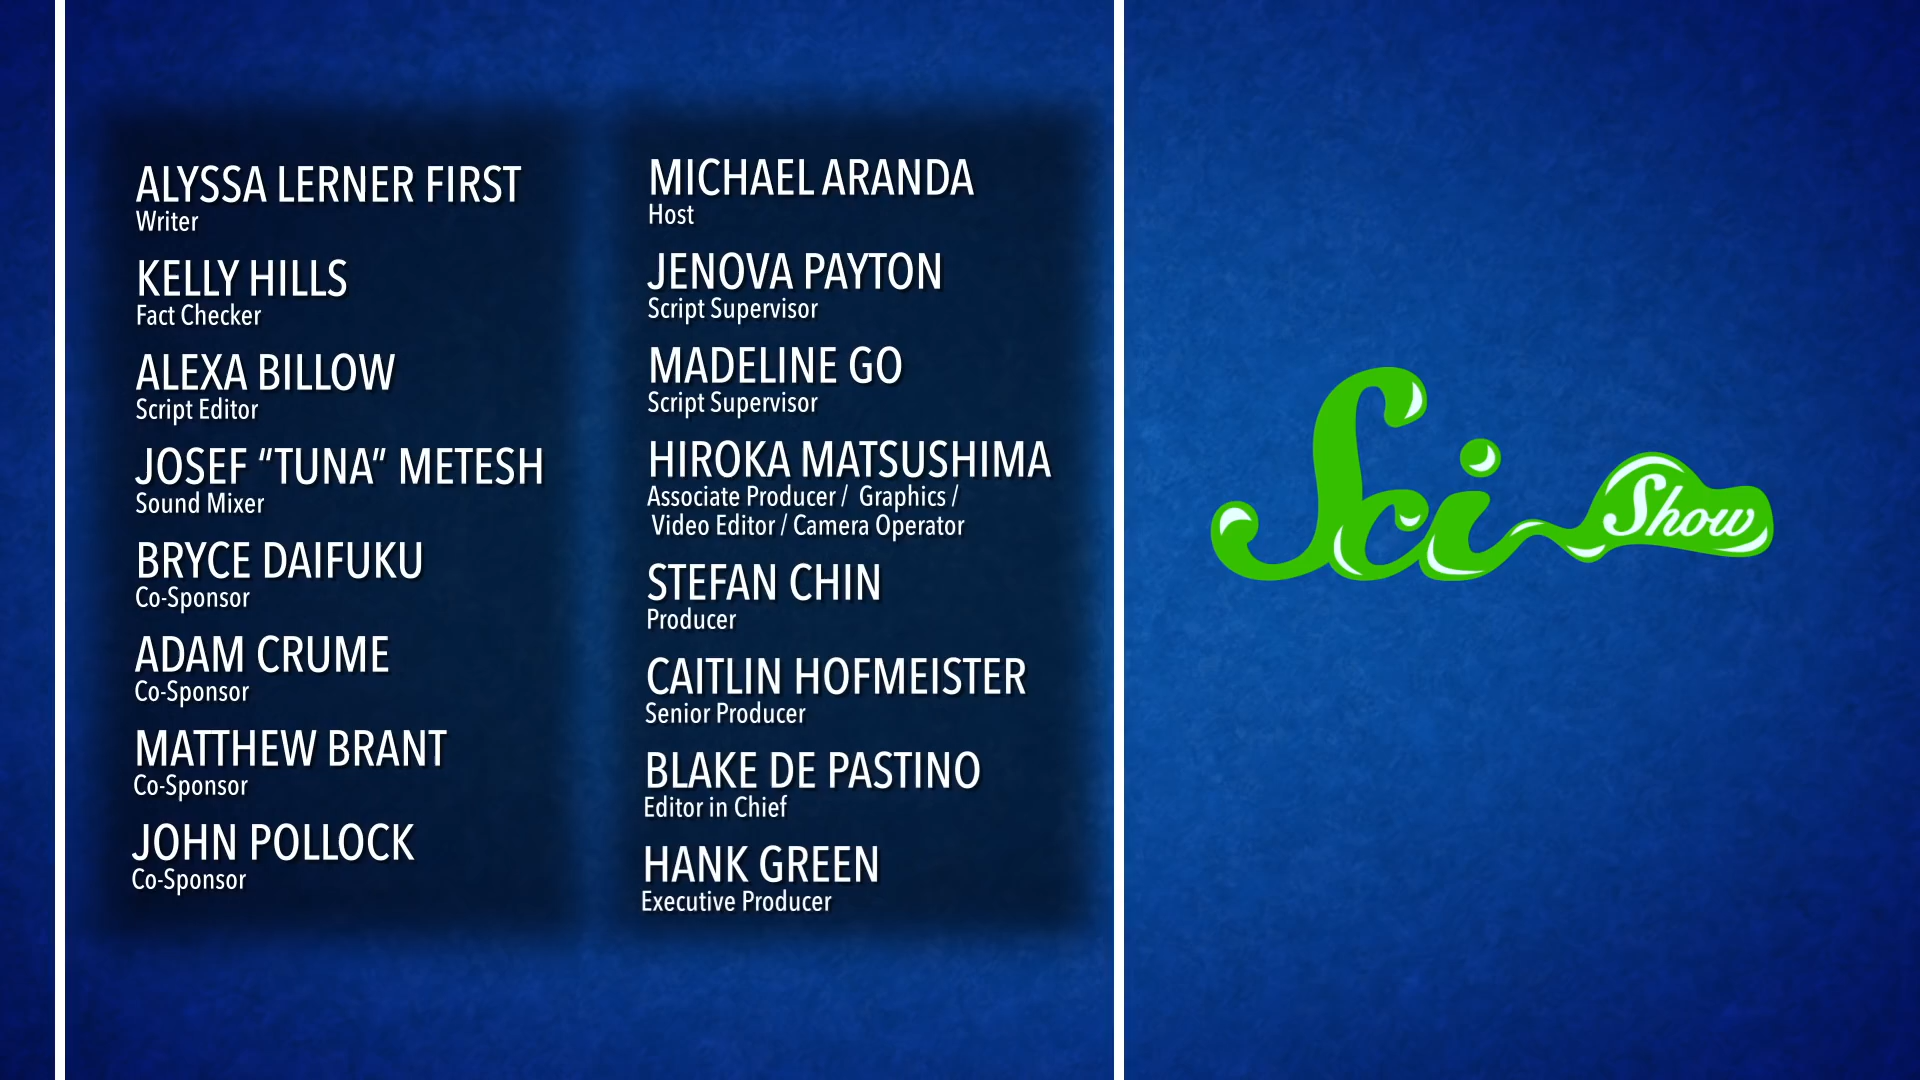 ALYSSA LERNER FIRST
Writer
KELLY HILLS
Fact Checker
ALEXA BILLOW
Script Editor
JOSEF “TUNA” METESH
Sound Mixer
BRYCE DAIFUKU
Co-Sponsor
ADAM CRUME
Co-Sponsor
MATTHEW BRANT
Co-Sponsor
JOHN POLLOCK
Co-Sponsor
MICHAEL ARANDA
Host
JENOVA PAYTON
Script Supervisor
MADELINE GO
Script Supervisor
HIROKA MATSUSHIMA
Associate Producer / Graphics /
Video Editor / Camera Operator
STEFAN CHIN
Producer
CAITLIN HOFMEISTER
Senior Producer
BLAKE DE PASTINO
Editor in Chief
HANK GREEN
Executive Producer
Sci Show